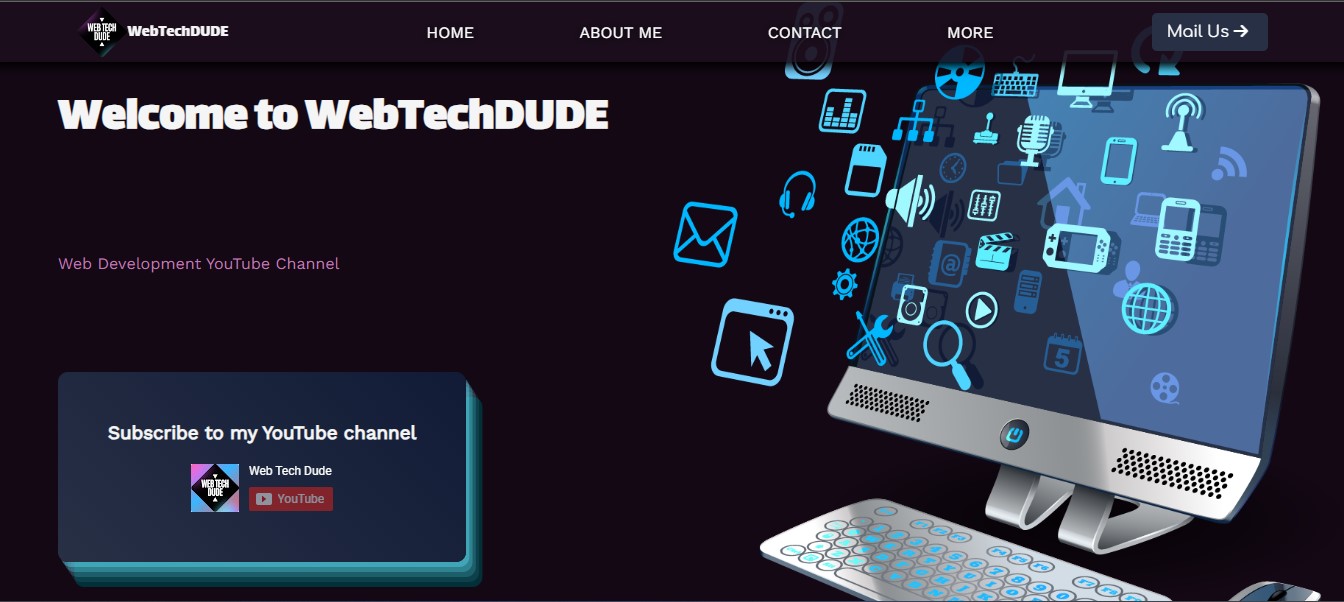 WEB TECH
DUDE
WebTechDUDE
HOME
ABOUT ME
CONTACT
MORE
Mail Us
Welcome to WebTechDUDE
Web Development YouTube Channel
@
5
Subscribe to my YouTube channel
WEB TECH
DUDE
Web Tech Dude
YouTube